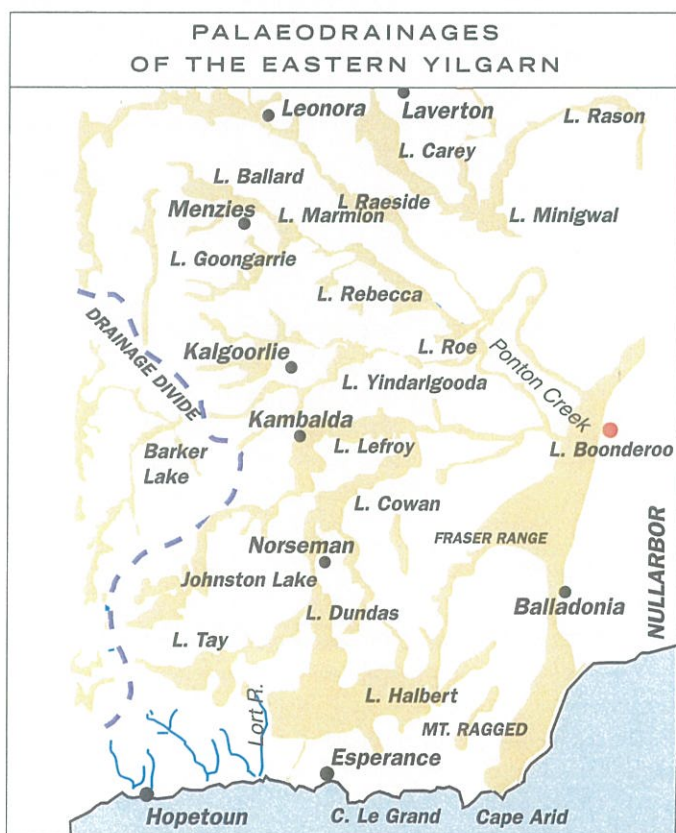 PALAEODRAINAGES
OF THE EASTERN YILGARN
Leonora
Laverton
L. Rason
L. Carey
L. Ballard
L Raeside
Menzies
L. Marmion
L. Minigwal
L. Goongarrie
L. Rebecca
DRAINAGE DIVIDE
Kalgoorlie
L. Roe
Ponton Creek
L. Yindarlgooda
Kambalda
Barker
Lake
L. Lefroy
L. Boonderoo
L. Cowan
NULLARBOR
Norseman
FRASER RANGE
Johnston Lake
Balladonia
L. Dundas
L. Tay
Lort R.
L. Halbert
MT. RAGGED
Esperance
Hopetoun
C. Le Grand
Cape Arid